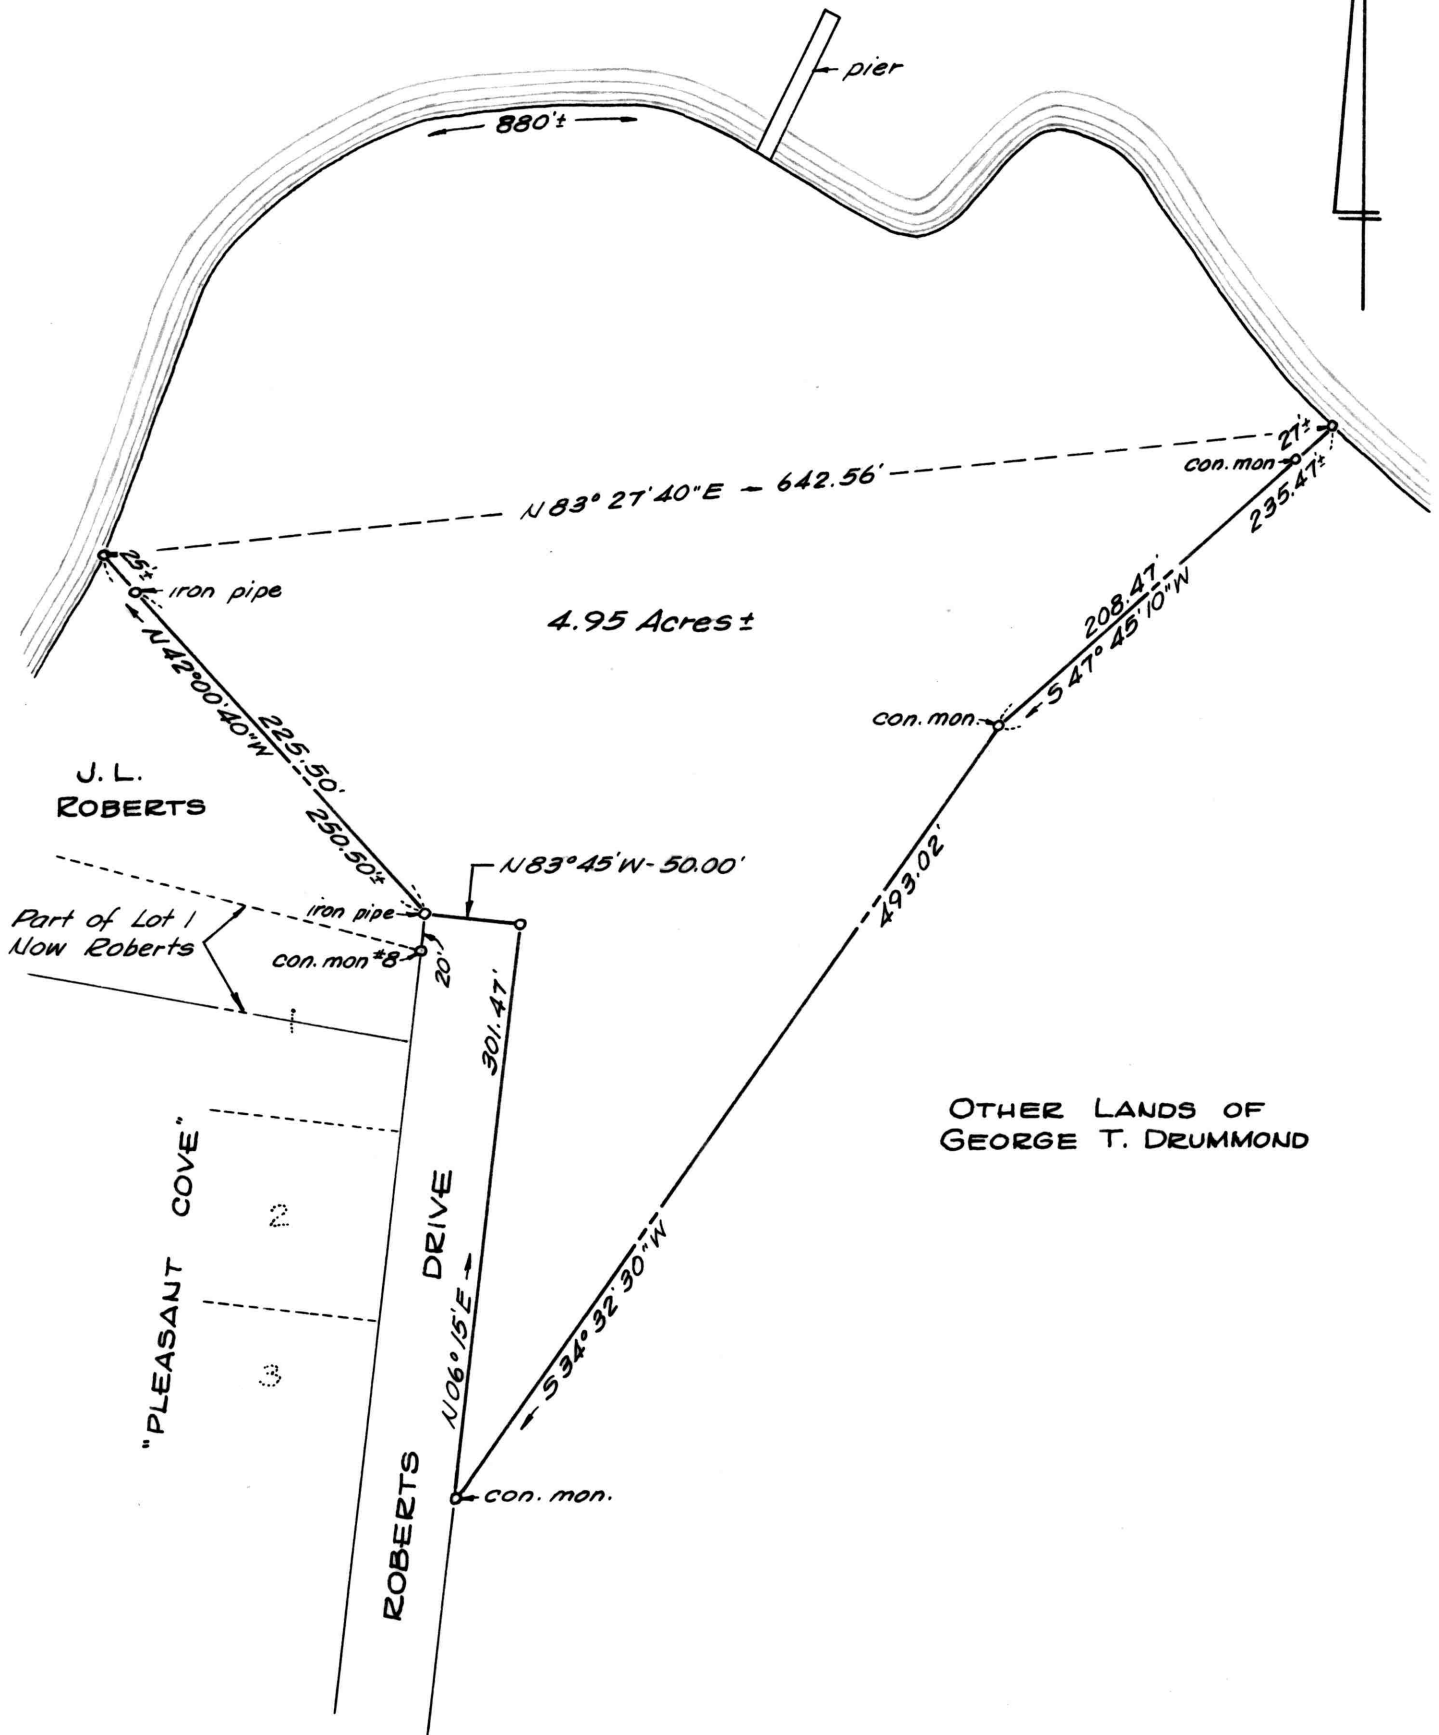 pier
880'±
N 83° 27' 40" E - 642.56'
27'±
con. mon
235.47'±
25'±
iron pipe
4.95 Acres ±
208.47'
S 47° 45' 10" W
N 42° 00' 40" W
225.50'
con. mon.
J. L.
ROBERTS
250.50'±
493.02'
N 83° 45' W - 50.00'
iron pipe
Part of Lot 1
Now Roberts
con. mon #8
20'
301.47'
1
OTHER LANDS OF
GEORGE T. DRUMMOND
"PLEASANT COVE"
2
3
ROBERTS DRIVE
N 06° 15' E
S 34° 32' 30" W
con. mon.